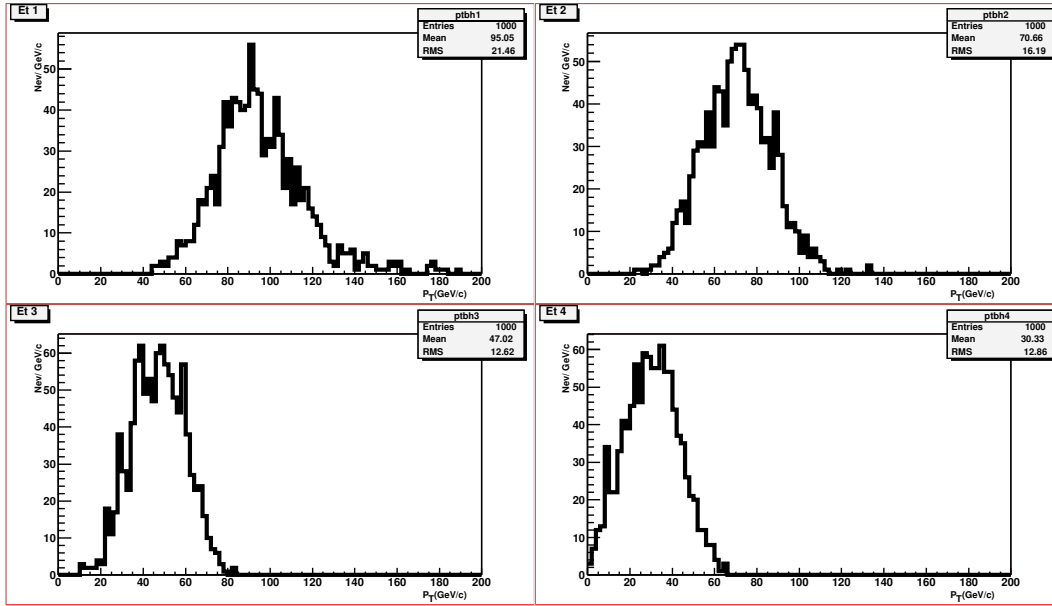 Et 1
ptbh1
Entries 1000
Mean 95.05
RMS 21.46
Nev/ GeV/c
50
40
30
20
10
0
0 20 40 60 80 100 120 140 160 180 200
P_T(GeV/c)
Et 2
ptbh2
Entries 1000
Mean 70.66
RMS 16.19
Nev/ GeV/c
50
40
30
20
10
0
0 20 40 60 80 100 120 140 160 180 200
P_T(GeV/c)
Et 3
ptbh3
Entries 1000
Mean 47.02
RMS 12.62
Nev/ GeV/c
60
50
40
30
20
10
0
0 20 40 60 80 100 120 140 160 180 200
P_T(GeV/c)
Et 4
ptbh4
Entries 1000
Mean 30.33
RMS 12.86
Nev/ GeV/c
60
50
40
30
20
10
0
0 20 40 60 80 100 120 140 160 180 200
P_T(GeV/c)